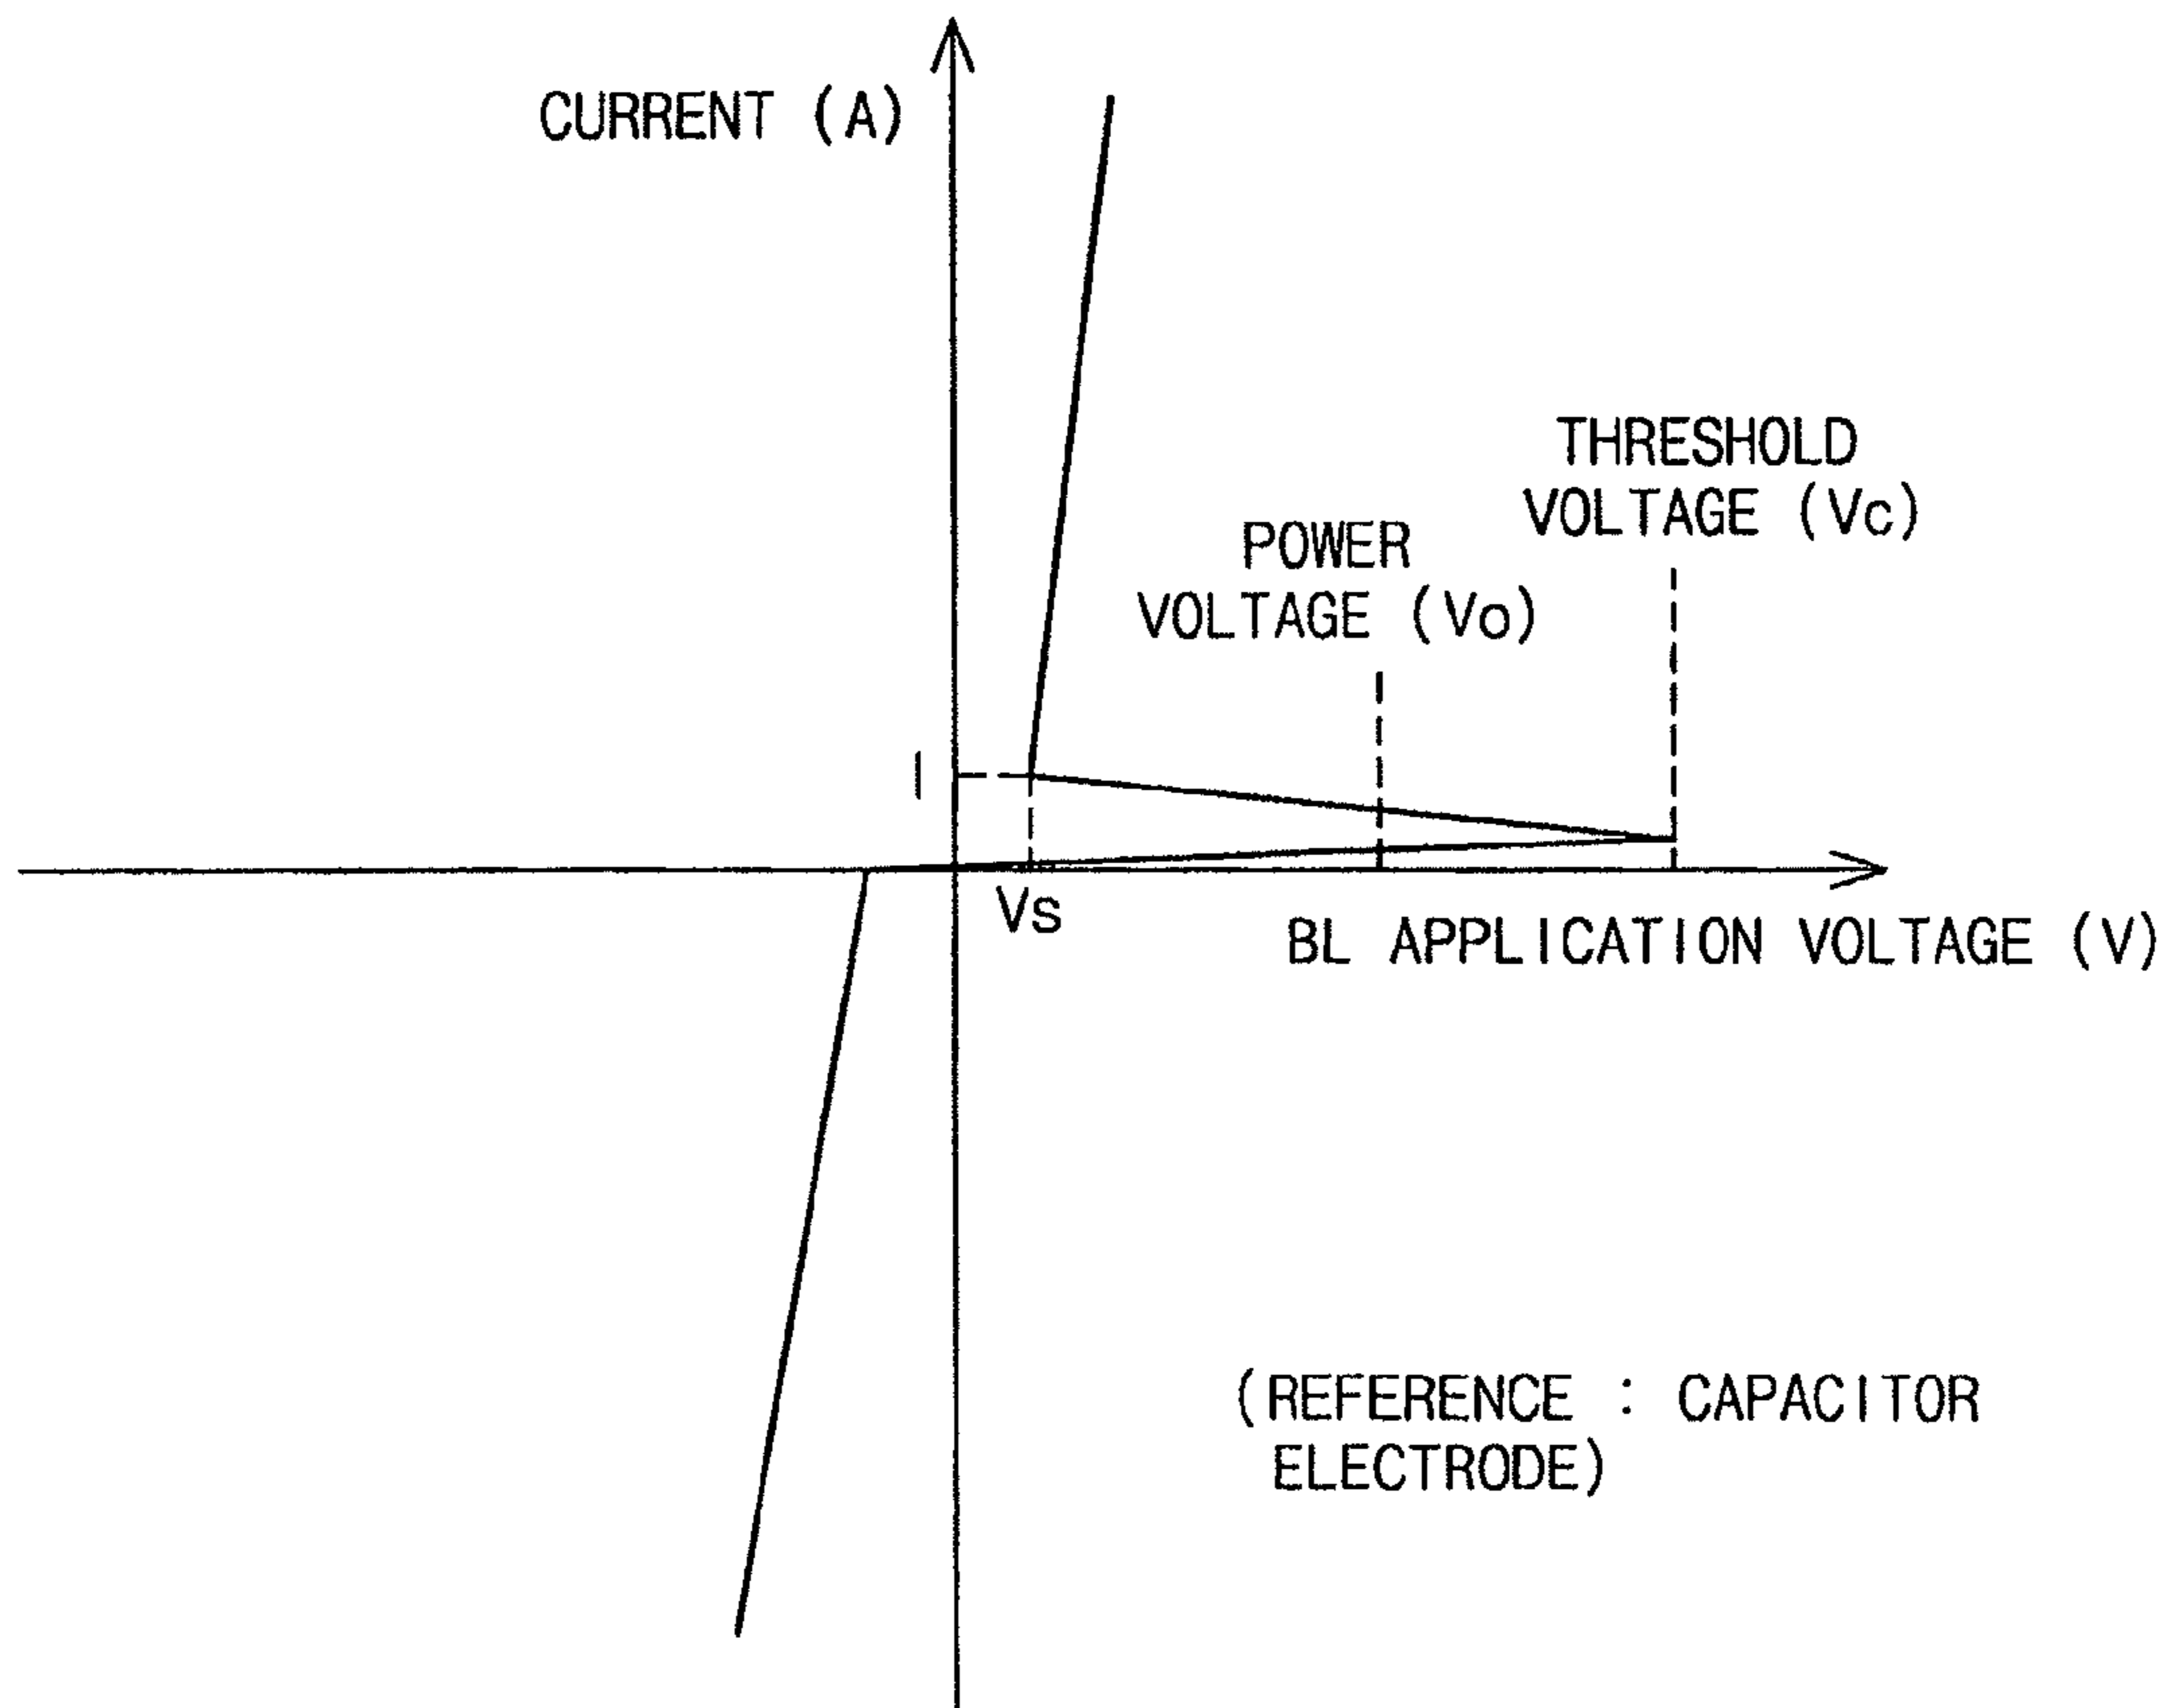 CURRENT (A)
THRESHOLD
VOLTAGE (Vc)
POWER
VOLTAGE (Vo)
I
Vs
BL APPLICATION VOLTAGE (V)
(REFERENCE : CAPACITOR
ELECTRODE)